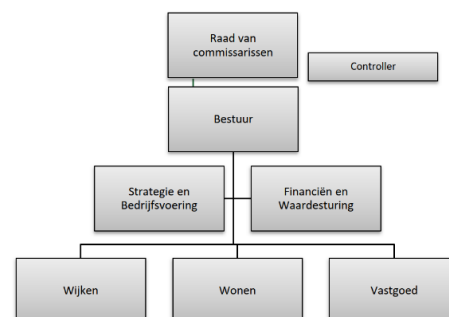 Raad van
commissarissen
Controller
Bestuur
Strategie en
Bedrijfsvoering
Financiën en
Waardesturing
Wijken
Wonen
Vastgoed